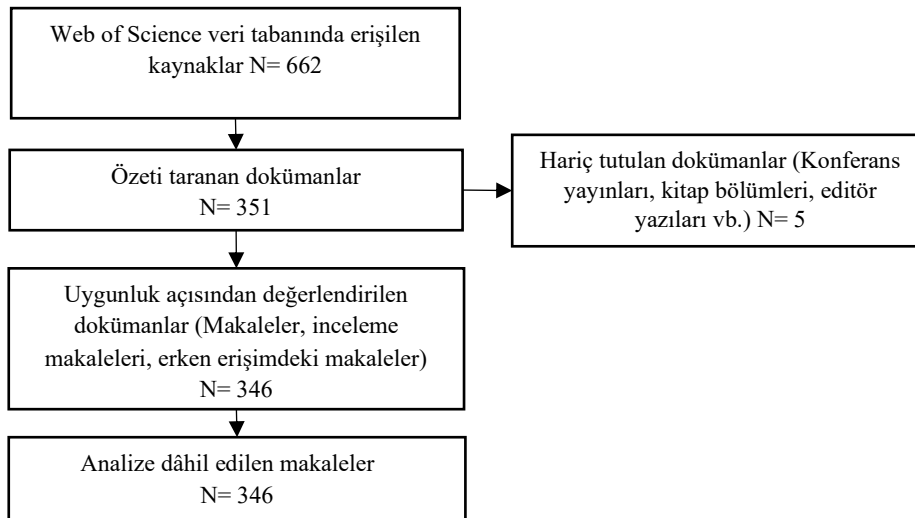 Web of Science veri tabanında erişilen
kaynaklar N= 662
Özeti taranan dokümanlar
N= 351
Hariç tutulan dokümanlar (Konferans
yayınları, kitap bölümleri, editör
yazıları vb.) N= 5
Uygunluk açısından değerlendirilen
dokümanlar (Makaleler, inceleme
makaleleri, erken erişimdeki makaleler)
N= 346
Analize dâhil edilen makaleler
N= 346